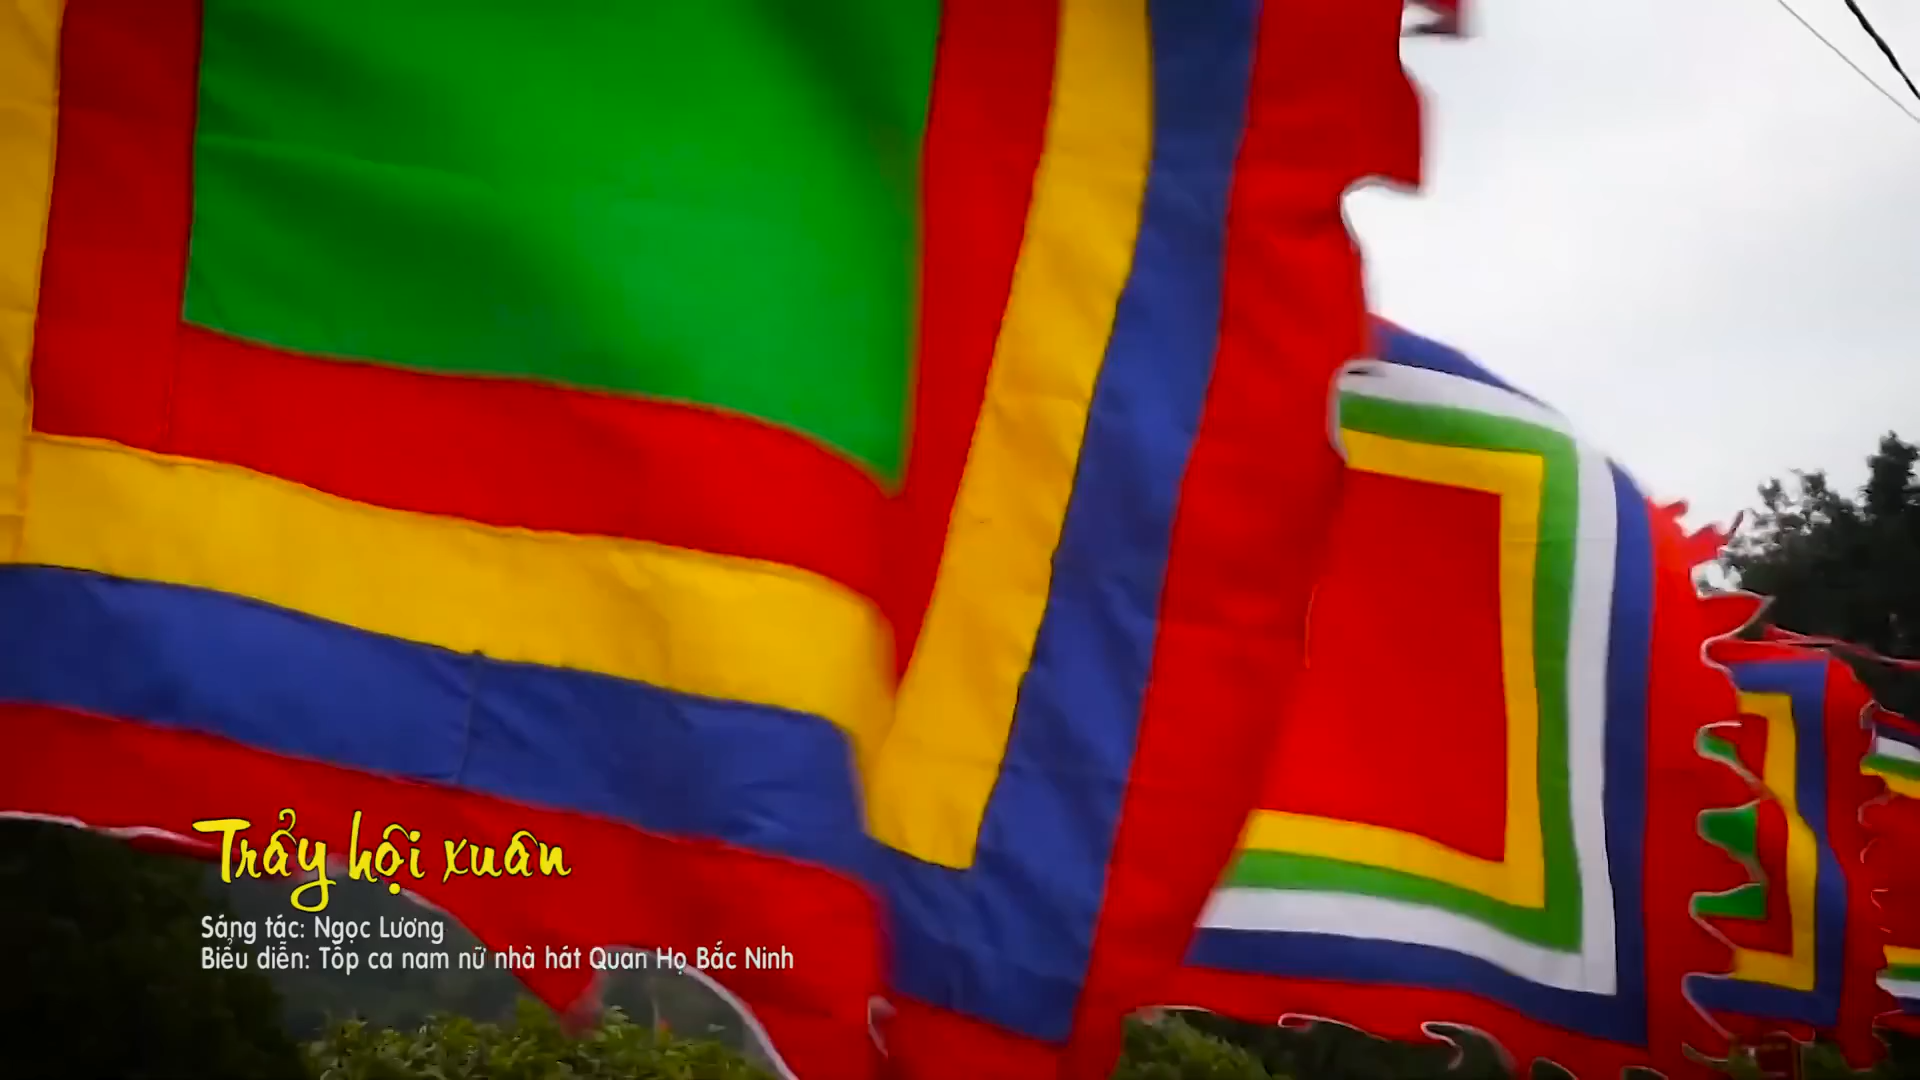 Trẩy hội xuân
Sáng tác: Ngọc Lương
Biểu diễn: Tốp ca nam nữ nhà hát Quan Họ Bắc Ninh